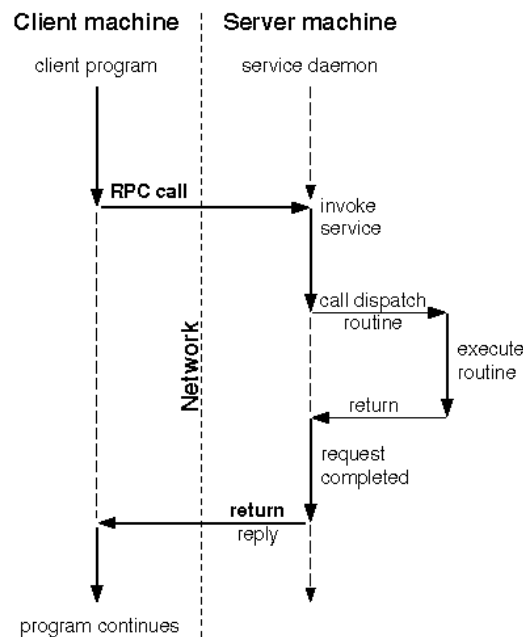 Client machine
Server machine
client program
service daemon
RPC call
invoke
service
call dispatch
routine
execute
routine
Network
return
request
completed
return
reply
program continues